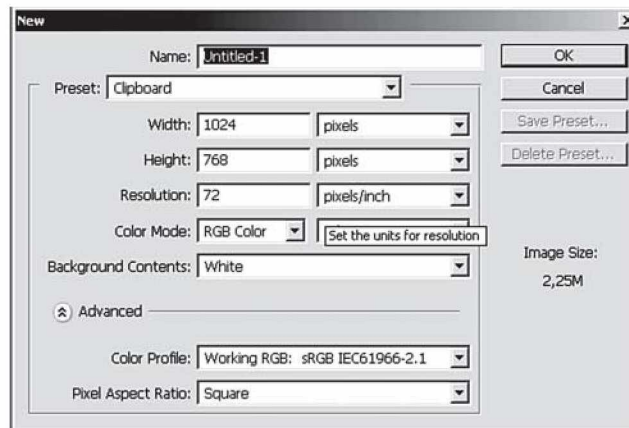 New
Name: Untitled-1
OK
Preset: Clipboard
Cancel
Width: 1024 pixels
Save Preset...
Height: 768 pixels
Delete Preset...
Resolution: 72 pixels/inch
Color Mode: RGB Color
Set the units for resolution
Background Contents: White
Image Size:
2,25M
Advanced
Color Profile: Working RGB: sRGB IEC61966-2.1
Pixel Aspect Ratio: Square